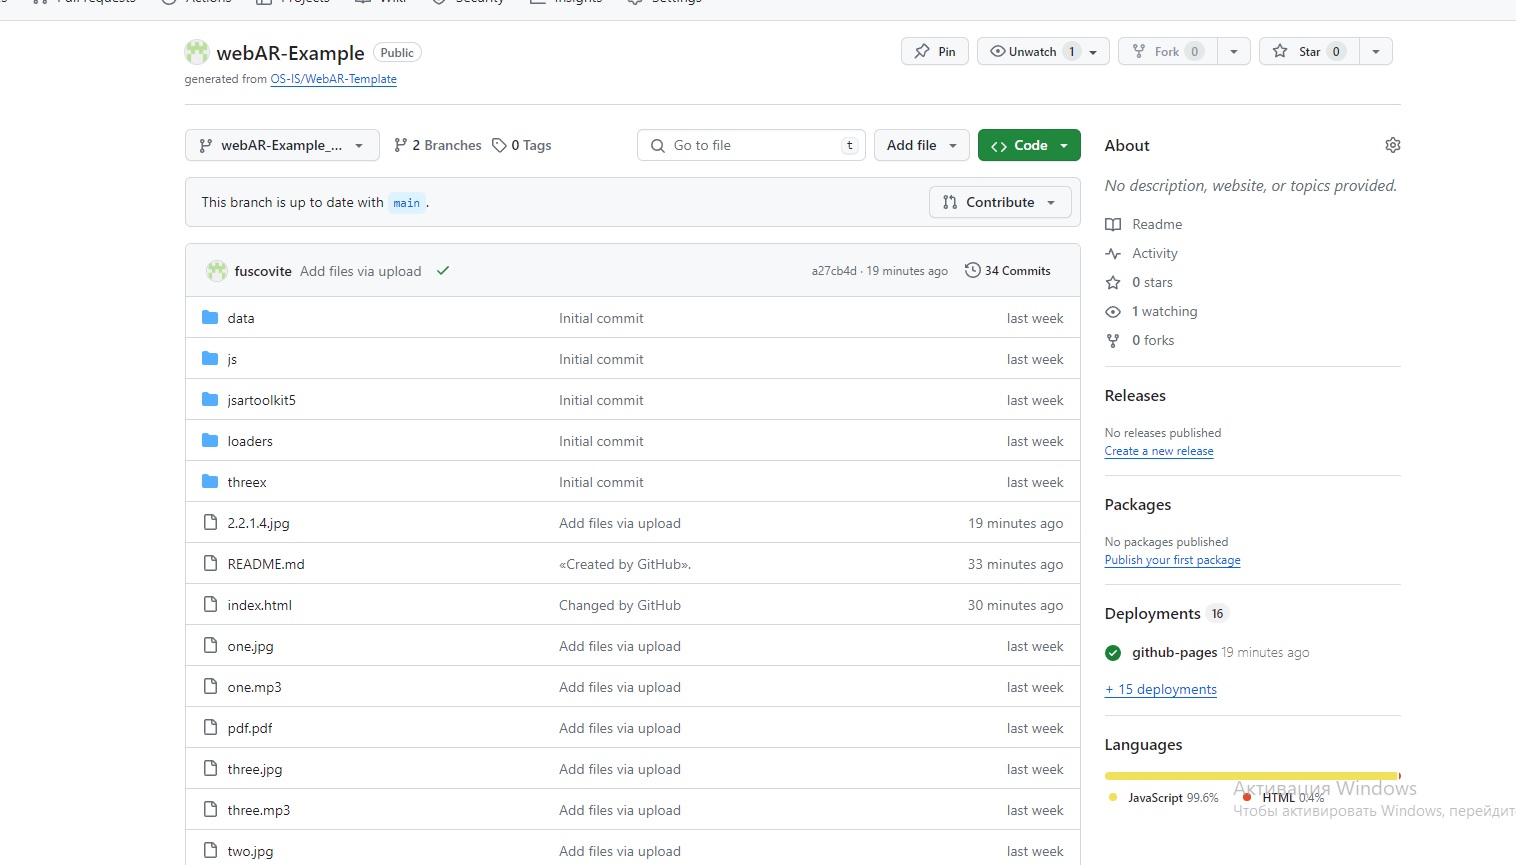 Pull requests Actions Projects Wiki Security Insights Settings
webAR-Example Public
Pin Unwatch 1 Fork 0 Star 0
generated from OS-IS/WebAR-Template
webAR-Example_... 2 Branches 0 Tags Go to file t Add file Code
This branch is up to date with main .
Contribute
fuscovite Add files via upload a27cb4d · 19 minutes ago 34 Commits
data Initial commit last week
js Initial commit last week
jsartoolkit5 Initial commit last week
loaders Initial commit last week
threex Initial commit last week
2.2.1.4.jpg Add files via upload 19 minutes ago
README.md «Created by GitHub». 33 minutes ago
index.html Changed by GitHub 30 minutes ago
one.jpg Add files via upload last week
one.mp3 Add files via upload last week
pdf.pdf Add files via upload last week
three.jpg Add files via upload last week
three.mp3 Add files via upload last week
two.jpg Add files via upload last week
About
No description, website, or topics provided.
Readme
Activity
0 stars
1 watching
0 forks
Releases
No releases published
Create a new release
Packages
No packages published
Publish your first package
Deployments 16
github-pages 19 minutes ago
+ 15 deployments
Languages
JavaScript 99.6% HTML 0.4%
Активация Windows
Чтобы активировать Windows, перейдите